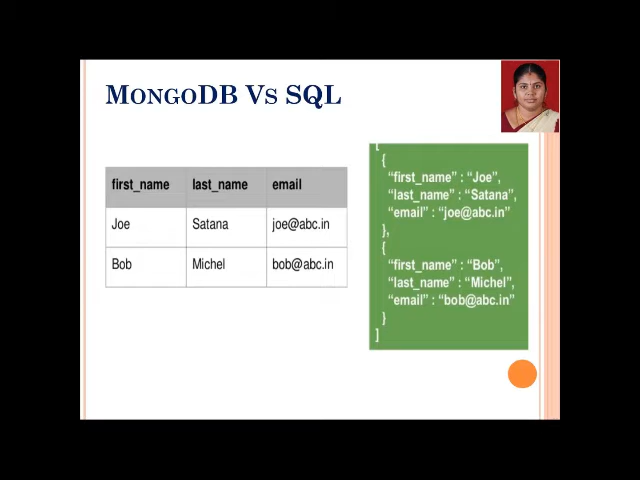 MONGODB VS SQL
first_name last_name email
Joe Satana joe@abc.in
Bob Michel bob@abc.in
[
{
“first_name” : “Joe”,
“last_name” : “Satana”,
“email” : “joe@abc.in”
},
{
“first_name” : “Bob”,
“last_name” : “Michel”,
“email” : “bob@abc.in”
}
]